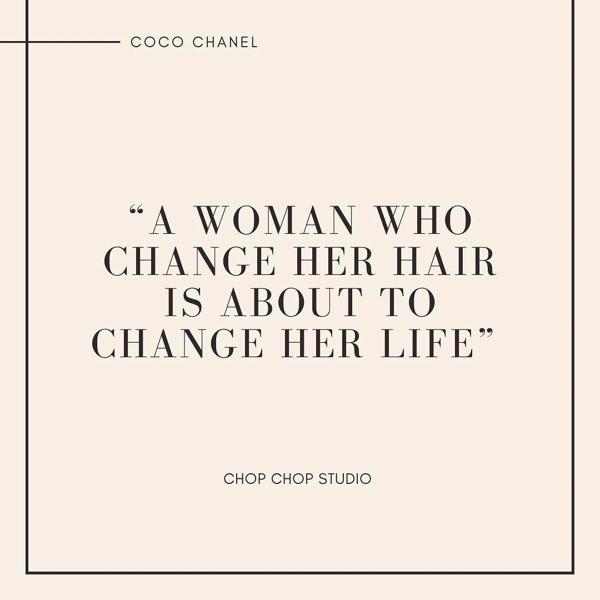 COCO CHANEL
“A WOMAN WHO
CHANGE HER HAIR
IS ABOUT TO
CHANGE HER LIFE”
CHOP CHOP STUDIO